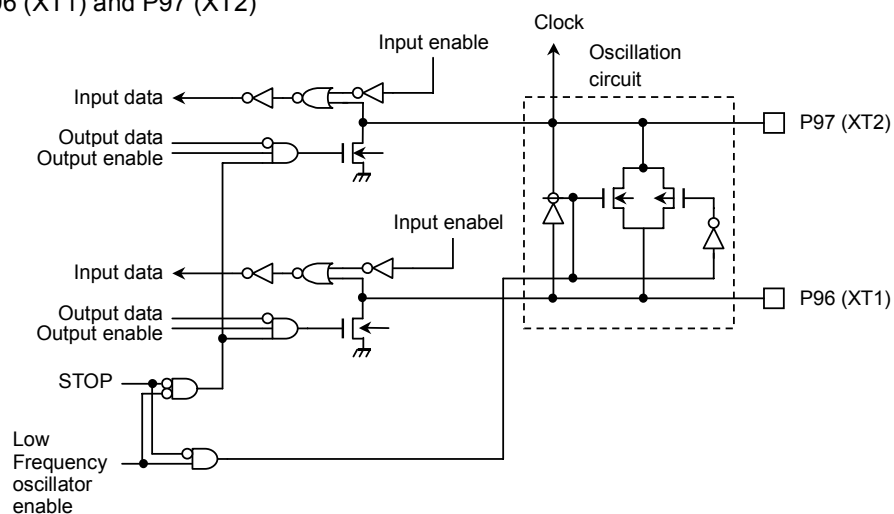 96 (XT1) and P97 (XT2)
Clock
Input enable
Oscillation
circuit
Input data
P97 (XT2)
Output data
Output enable
Input enabel
Input data
P96 (XT1)
Output data
Output enable
STOP
Low
Frequency
oscillator
enable